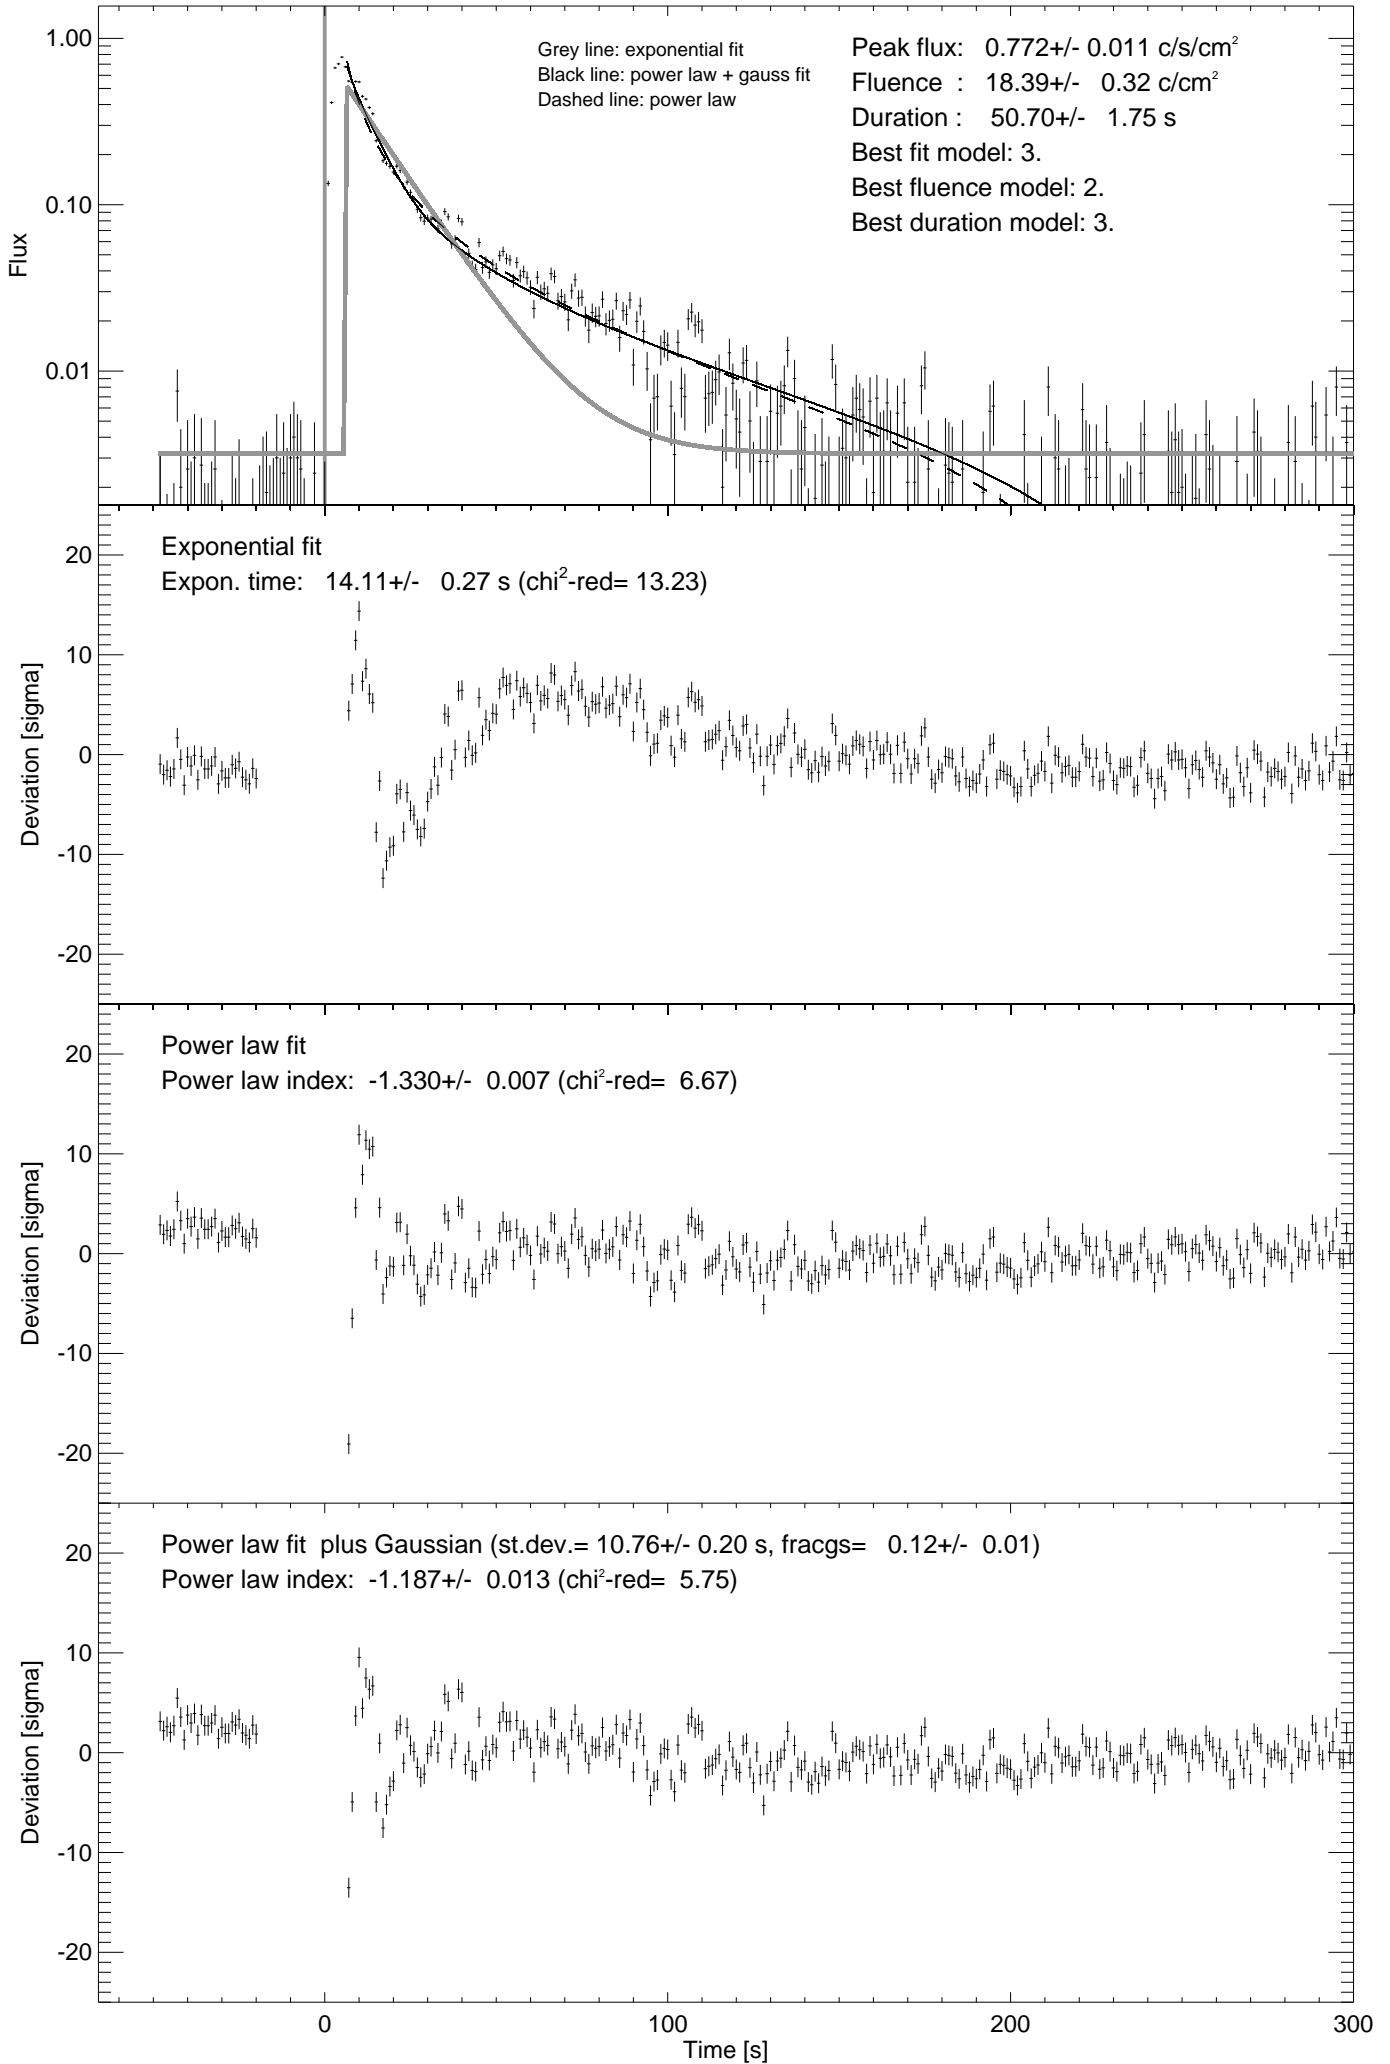 1.00
0.10
0.01
Flux
Grey line: exponential fit
Black line: power law + gauss fit
Dashed line: power law
Peak flux: 0.772+/- 0.011 c/s/cm²
Fluence : 18.39+/- 0.32 c/cm²
Duration : 50.70+/- 1.75 s
Best fit model: 3.
Best fluence model: 2.
Best duration model: 3.
Exponential fit
Expon. time: 14.11+/- 0.27 s (chi²-red= 13.23)
20
10
0
-10
-20
Deviation [sigma]
Power law fit
Power law index: -1.330+/- 0.007 (chi²-red= 6.67)
20
10
0
-10
-20
Deviation [sigma]
Power law fit plus Gaussian (st.dev.= 10.76+/- 0.20 s, fracgs= 0.12+/- 0.01)
Power law index: -1.187+/- 0.013 (chi²-red= 5.75)
20
10
0
-10
-20
Deviation [sigma]
0 100 200 300
Time [s]